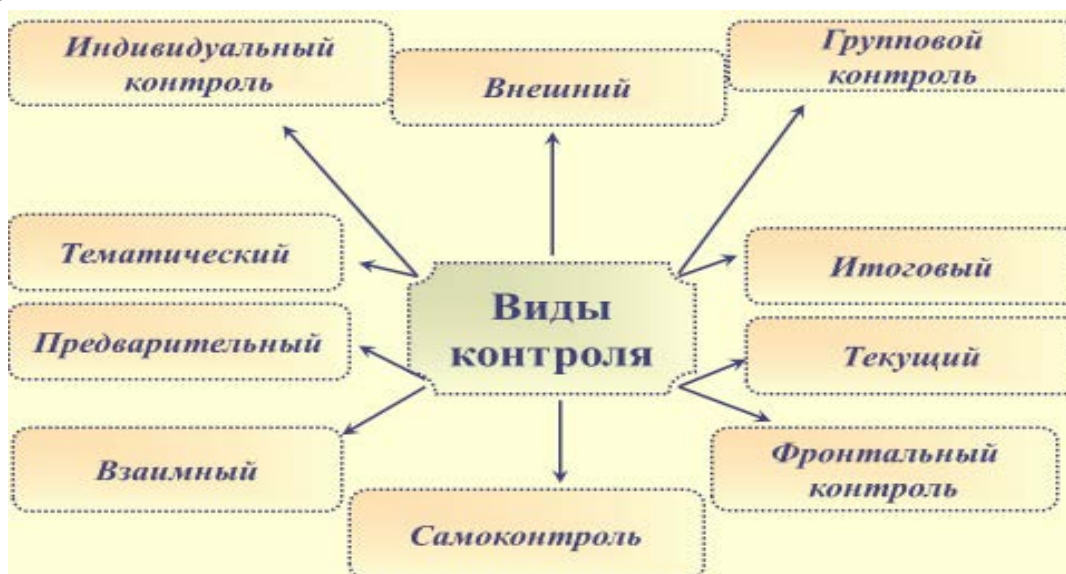 Индивидуальный
контроль
Внешний
Групповой
контроль
Тематический
Итоговый
Виды
контроля
Предварительный
Текущий
Взаимный
Фронтальный
контроль
Самоконтроль